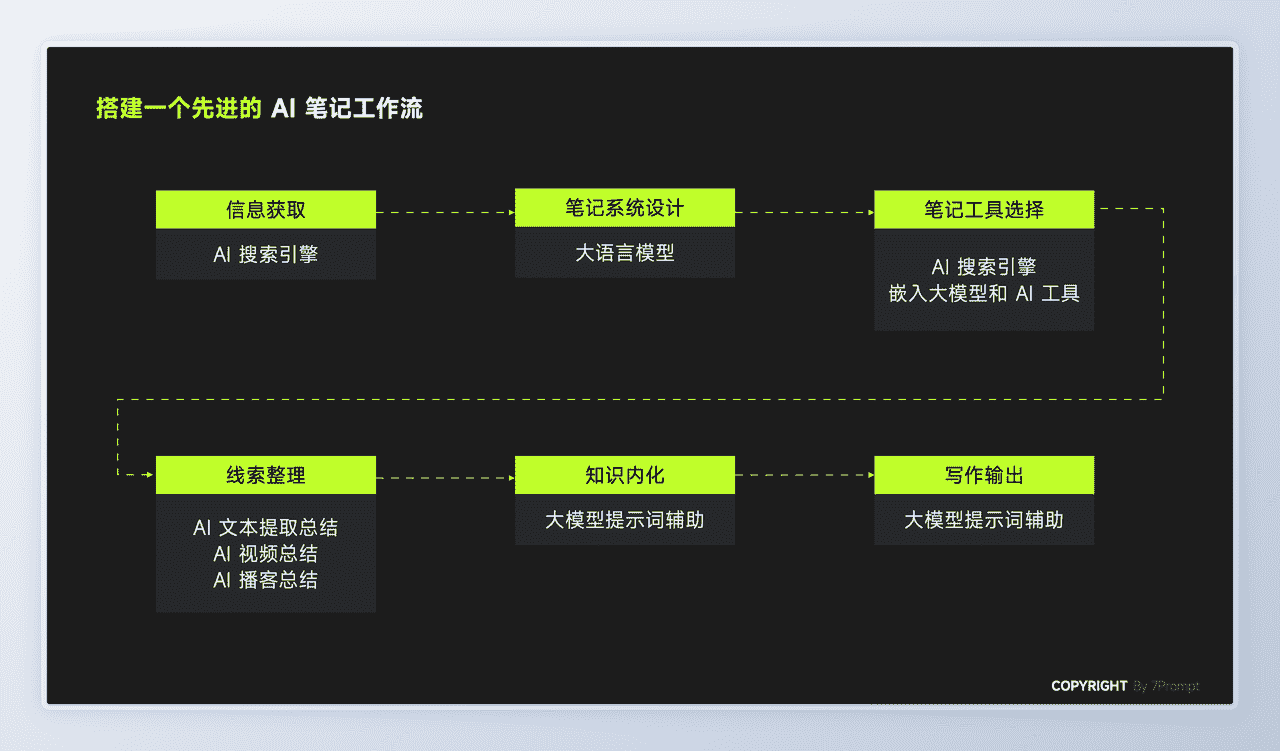 搭建一个先进的 AI 笔记工作流
信息获取
AI 搜索引擎
笔记系统设计
大语言模型
笔记工具选择
AI 搜索引擎
嵌入大模型和 AI 工具
线索整理
AI 文本提取总结
AI 视频总结
AI 播客总结
知识内化
大模型提示词辅助
写作输出
大模型提示词辅助
COPYRIGHT By 7Prompt